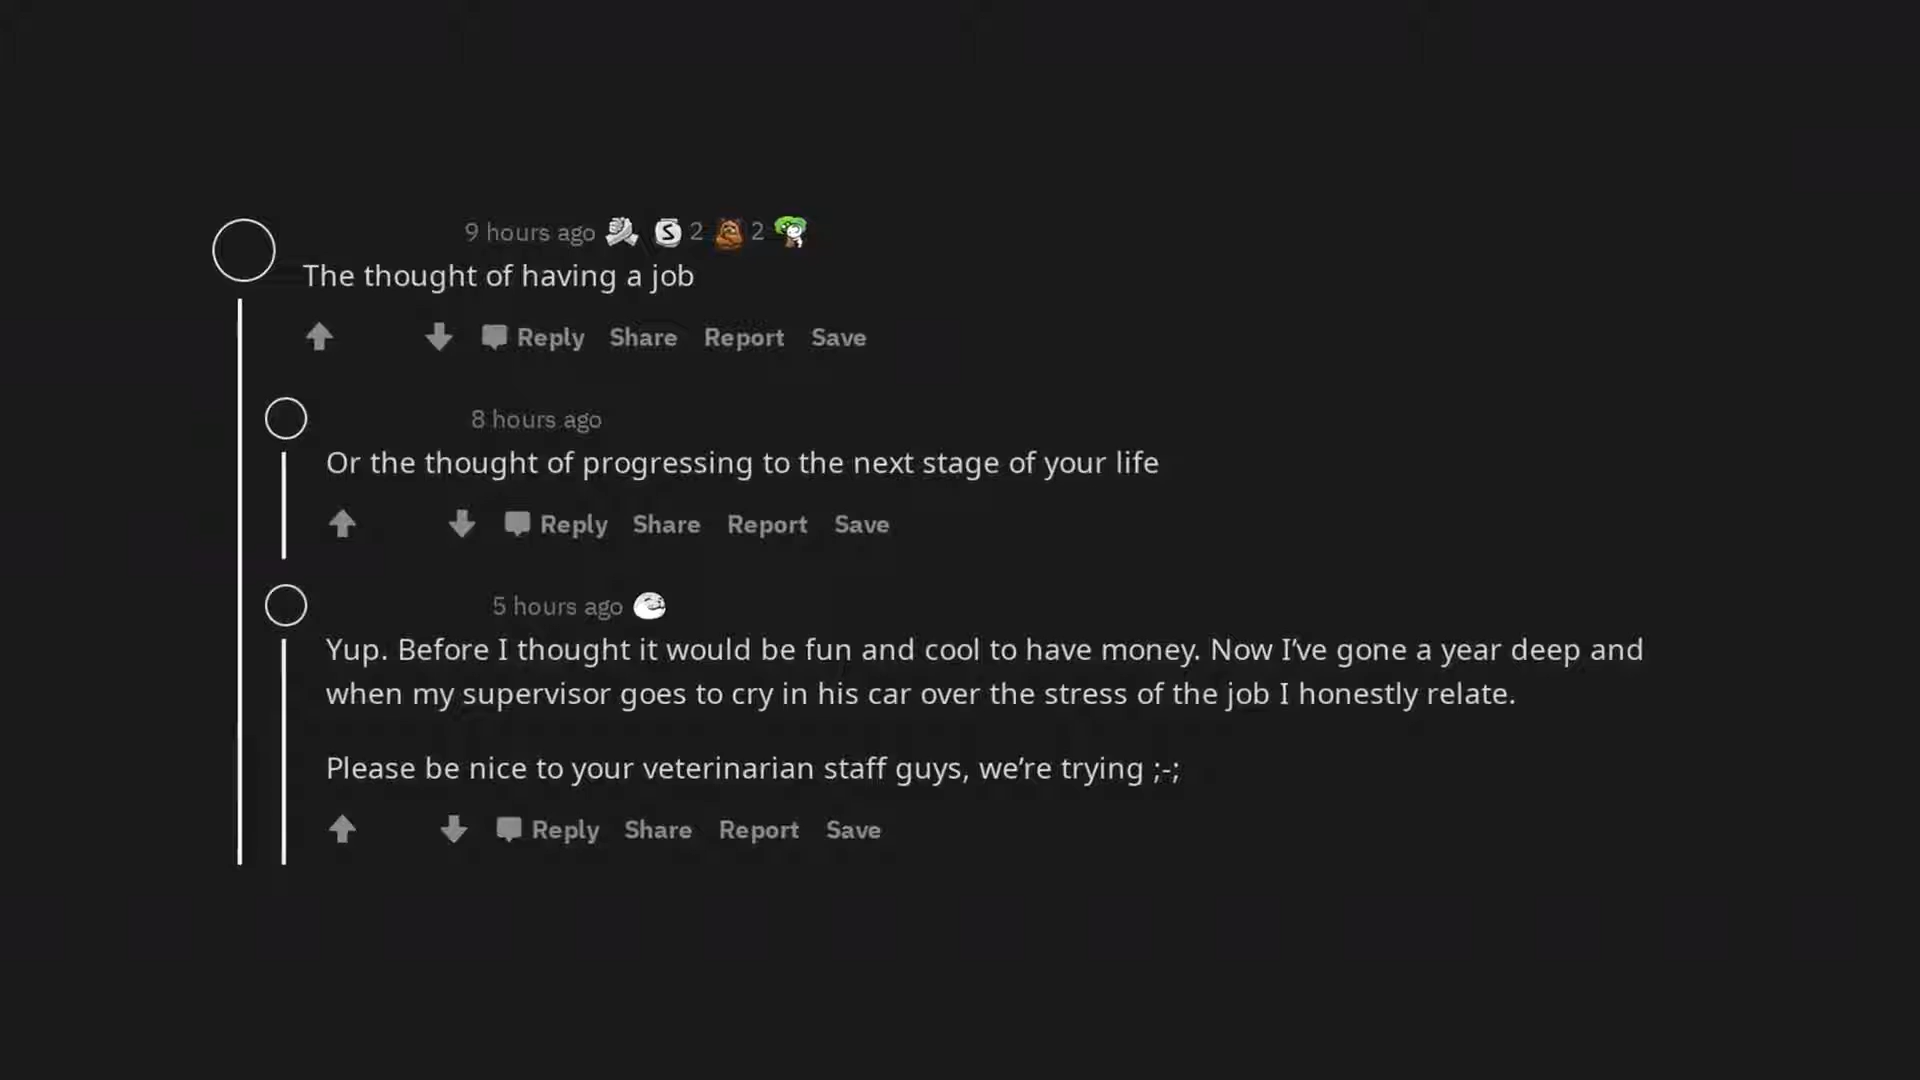 9 hours ago 2 2
The thought of having a job
Reply Share Report Save
8 hours ago
Or the thought of progressing to the next stage of your life
Reply Share Report Save
5 hours ago
Yup. Before I thought it would be fun and cool to have money. Now I’ve gone a year deep and
when my supervisor goes to cry in his car over the stress of the job I honestly relate.
Please be nice to your veterinarian staff guys, we’re trying ;-;
Reply Share Report Save